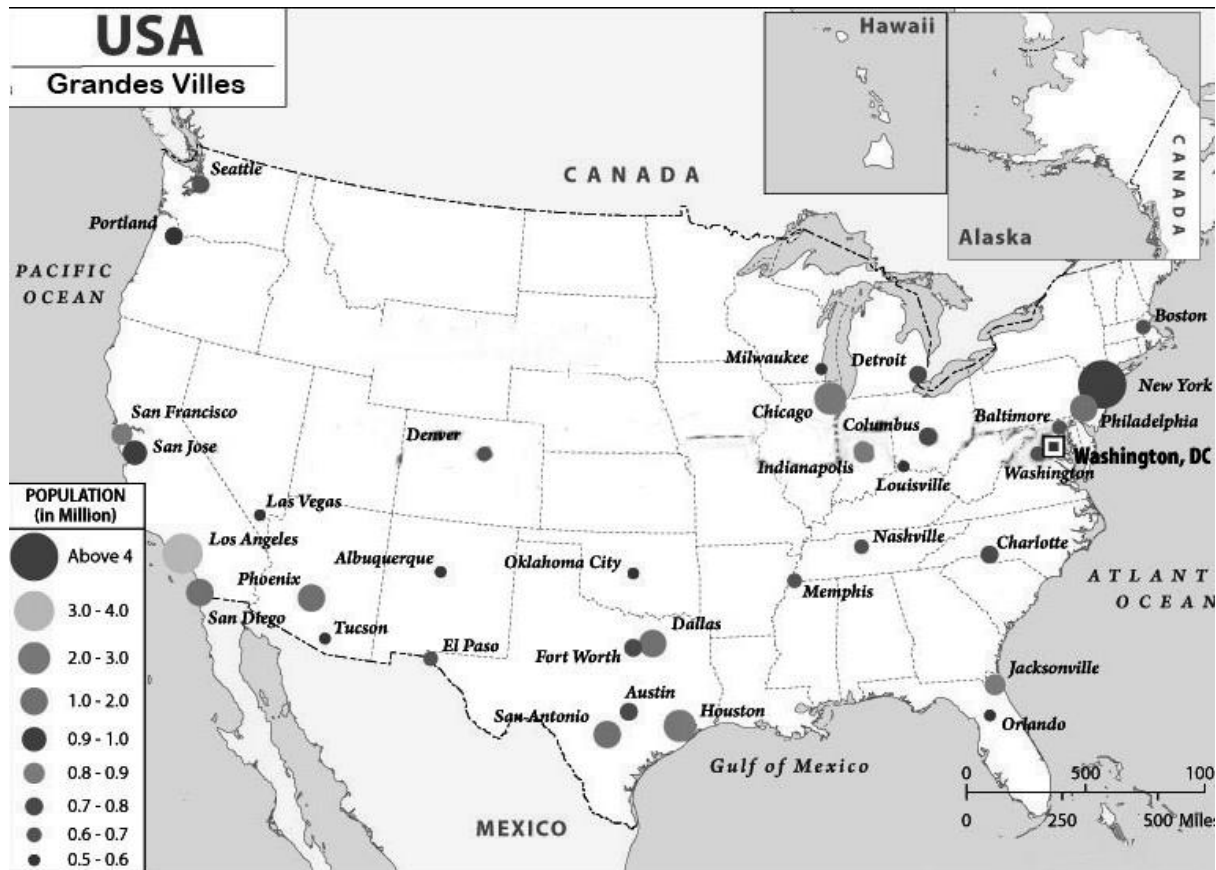 USA
Grandes Villes
Hawaii
CANADA
Alaska
CANADA
Seattle
Portland
PACIFIC
OCEAN
Boston
Milwaukee
Detroit
New York
Chicago
Columbus
Baltimore
Philadelphia
San Francisco
San Jose
Denver
Indianapolis
Washington
Washington, DC
Louisville
POPULATION
(in Million)
Above 4
3.0 - 4.0
2.0 - 3.0
1.0 - 2.0
0.9 - 1.0
0.8 - 0.9
0.7 - 0.8
0.6 - 0.7
0.5 - 0.6
Las Vegas
Los Angeles
Albuquerque
Oklahoma City
Nashville
Charlotte
Phoenix
Memphis
ATLANT
OCEAN
San Diego
Tucson
El Paso
Dallas
Fort Worth
Jacksonville
Austin
San Antonio
Houston
Orlando
Gulf of Mexico
MEXICO
0 500 100
0 250 500 Miles